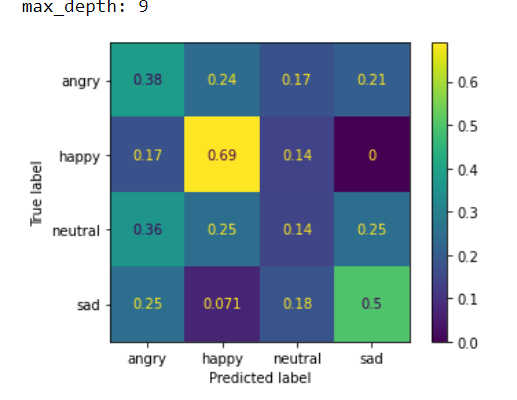 max_depth: 9
angry 0.38 0.24 0.17 0.21
happy 0.17 0.69 0.14 0
neutral 0.36 0.25 0.14 0.25
sad 0.25 0.071 0.18 0.5
angry happy neutral sad
Predicted label
True label
0.6
0.5
0.4
0.3
0.2
0.1
0.0